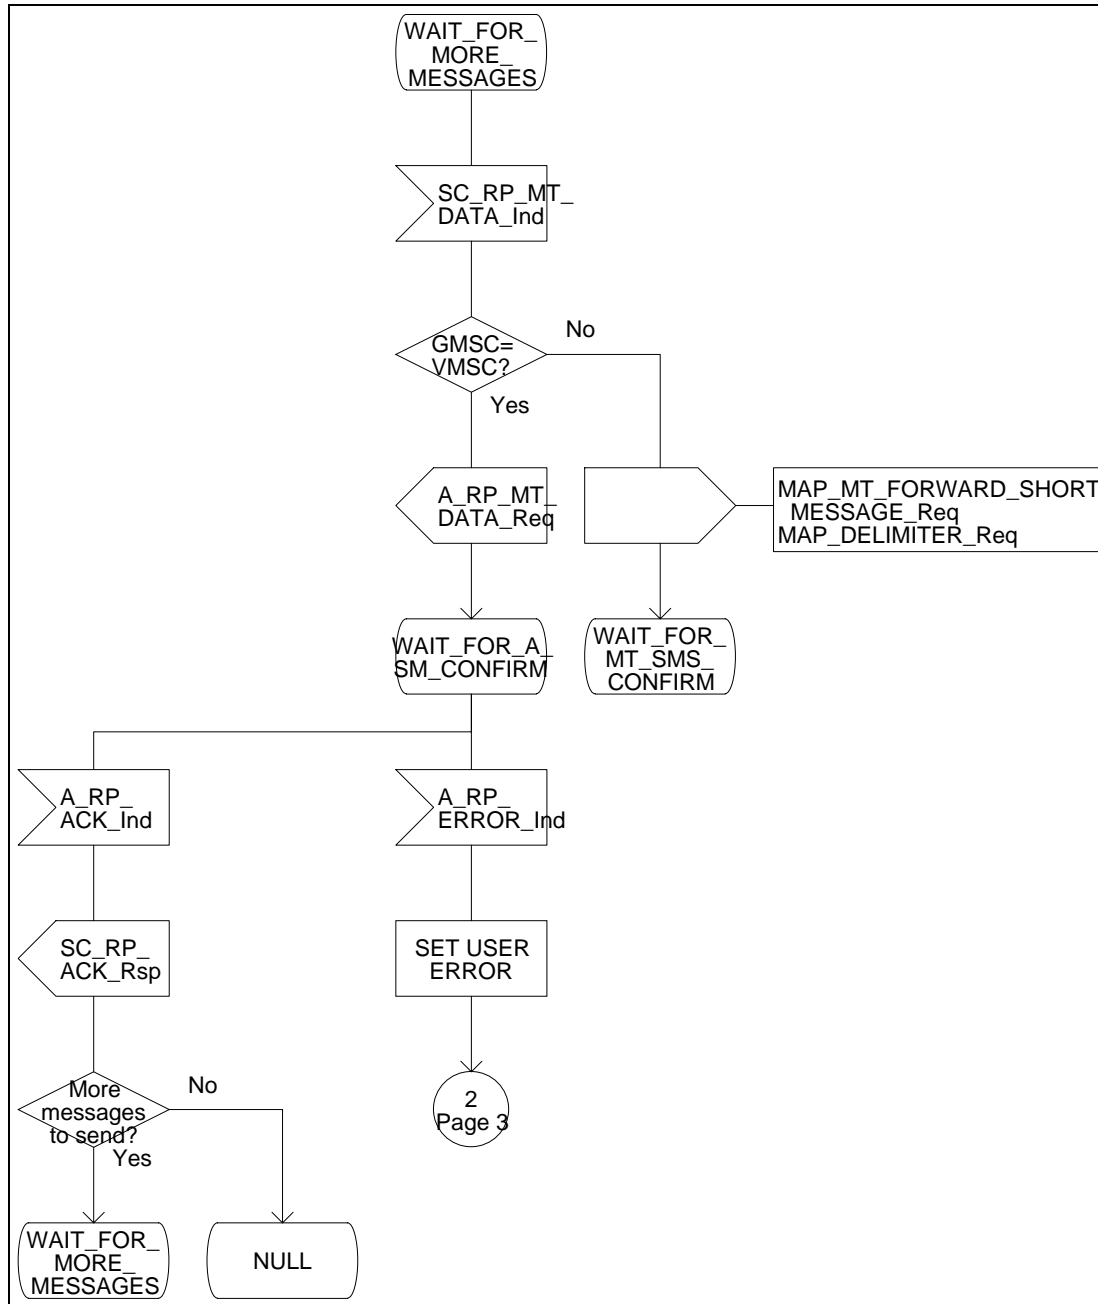 WAIT_FOR_
MORE_
MESSAGES
SC_RP_MT_
DATA_Ind
GMSC=
VMSC?
No
Yes
A_RP_MT_
DATA_Req
MAP_MT_FORWARD_SHORT
MESSAGE_Req
MAP_DELIMITER_Req
WAIT_FOR_A_
SM_CONFIRM
WAIT_FOR_
MT_SMS_
CONFIRM
A_RP_
ACK_Ind
A_RP_
ERROR_Ind
SC_RP_
ACK_Rsp
SET USER
ERROR
More
messages
to send?
No
Yes
2
Page 3
WAIT_FOR_
MORE_
MESSAGES
NULL